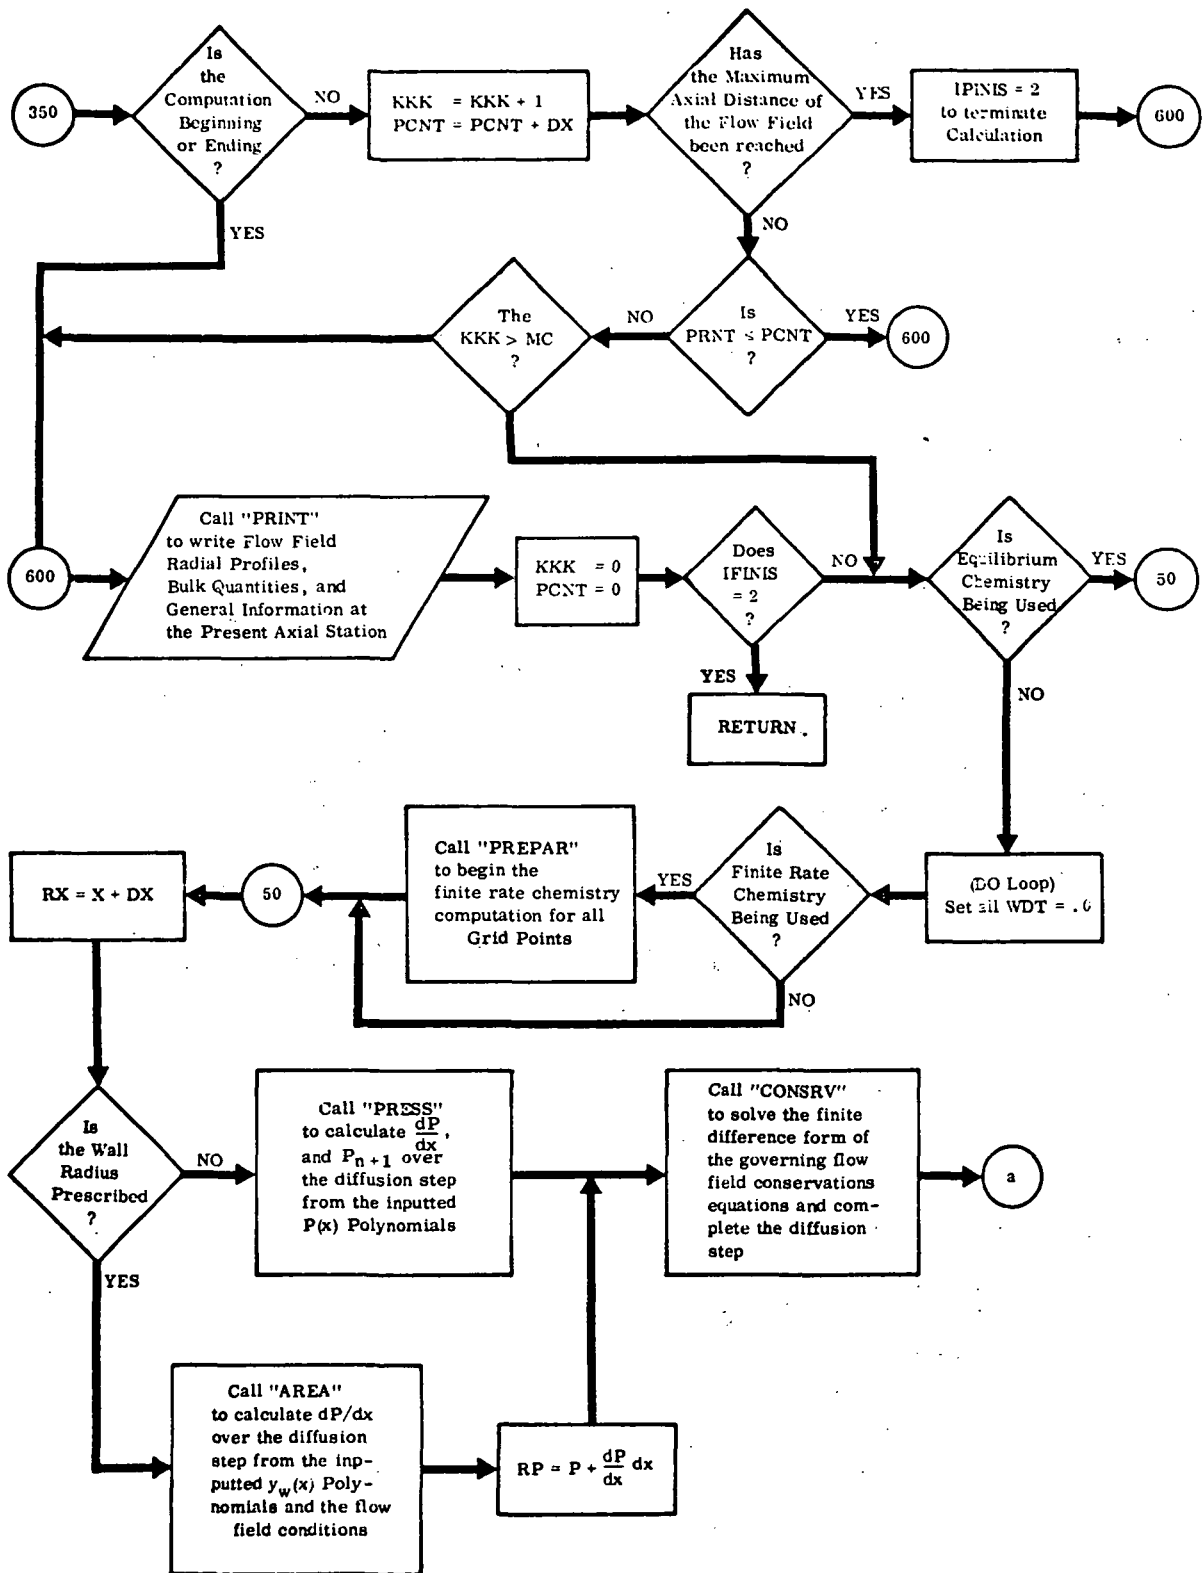 350
Is
the
Computation
Beginning
or Ending
?
NO
YES
KKK = KKK + 1
PCNT = PCNT + DX
Has
the Maximum
Axial Distance of
the Flow Field
been reached
?
YES
NO
IFINIS = 2
to terminate
Calculation
600
The
KKK > MC
?
NO
Is
PRNT ≤ PCNT
?
YES
600
600
Call "PRINT"
to write Flow Field
Radial Profiles,
Bulk Quantities, and
General Information at
the Present Axial Station
KKK = 0
PCNT = 0
Does
IFINIS
= 2
?
NO
YES
RETURN.
Is
Equilibrium
Chemistry
Being Used
?
YES
NO
50
RX = X + DX
50
Call "PREPAR"
to begin the
finite rate chemistry
computation for all
Grid Points
YES
Is
Finite Rate
Chemistry
Being Used
?
NO
(DO Loop)
Set all WDT = .0
Is
the Wall
Radius
Prescribed
?
NO
YES
Call "PRESS"
to calculate dP/dx,
and Pn + 1 over
the diffusion step
from the inputted
P(x) Polynomials
Call "CONSRV"
to solve the finite
difference form of
the governing flow
field conservations
equations and com-
plete the diffusion
step
a
Call "AREA"
to calculate dP/dx
over the diffusion
step from the inp-
putted yw(x) Poly-
nomials and the flow
field conditions
RP = P + dP/dx dx